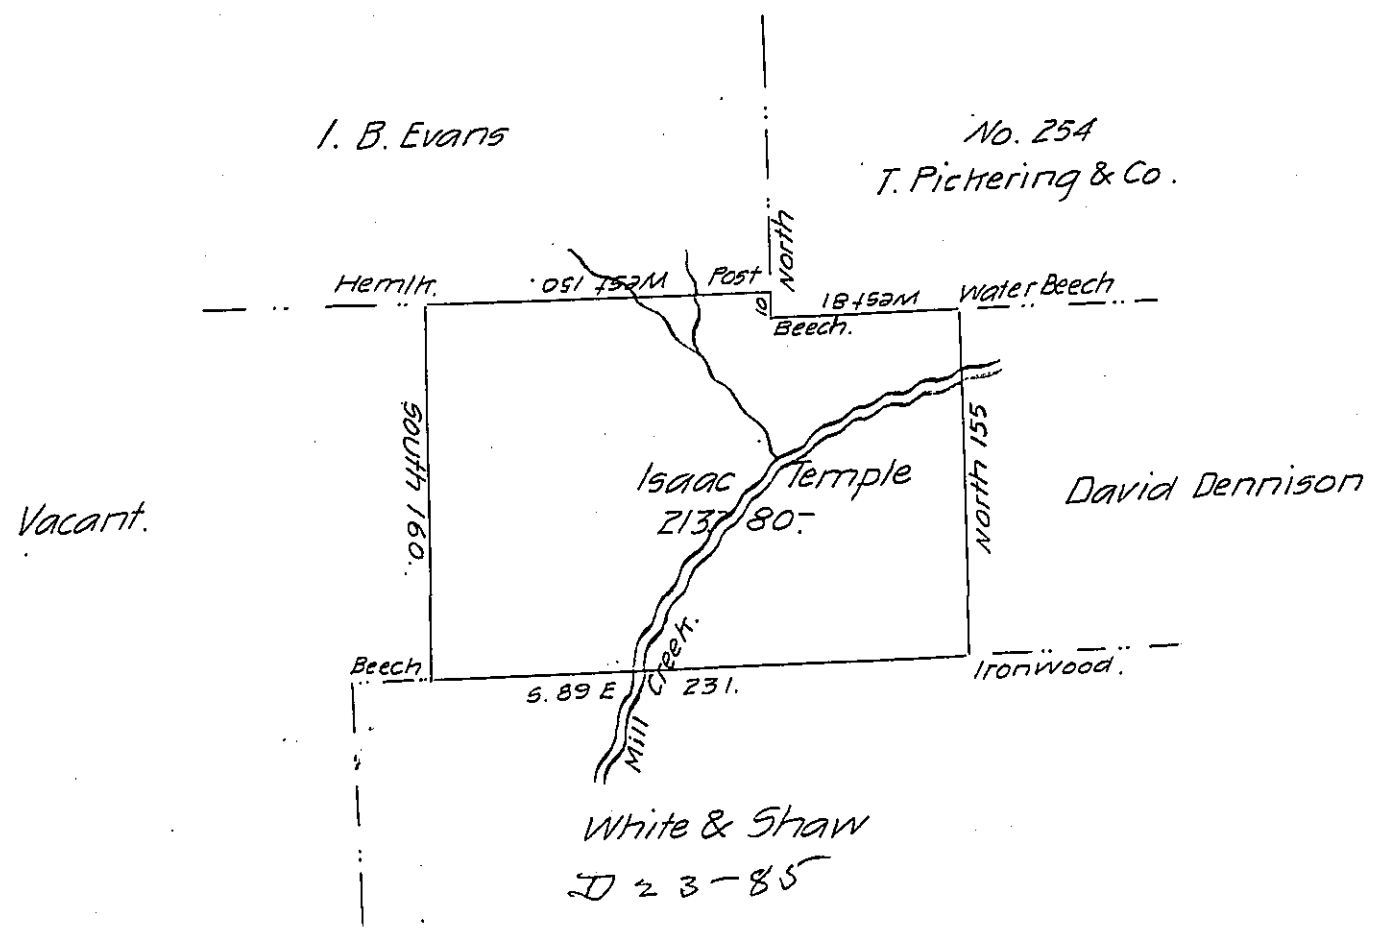 I. B. Evans
No. 254
T. Pickering & Co.
North
Hemlk.
West 150.
Post
10
West 81
Water Beech
Beech.
South 160.
North 155
Isaac Temple
213 80-
David Dennison
Vacant.
Beech
S. 89 E 231.
Ironwood.
Mill Creek.
White & Shaw
D 23-85